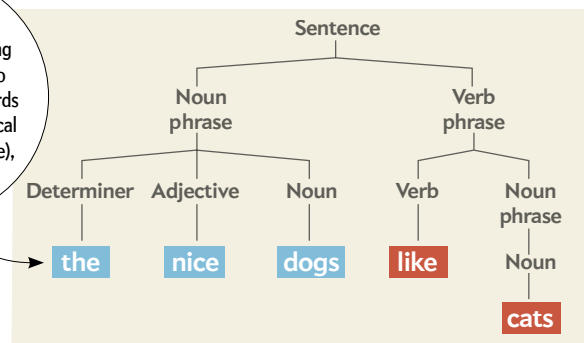 ng
o
rds
cal
e),
Sentence
Noun phrase
Verb phrase
Determiner
Adjective
Noun
Verb
Noun phrase
the
nice
dogs
like
Noun
cats